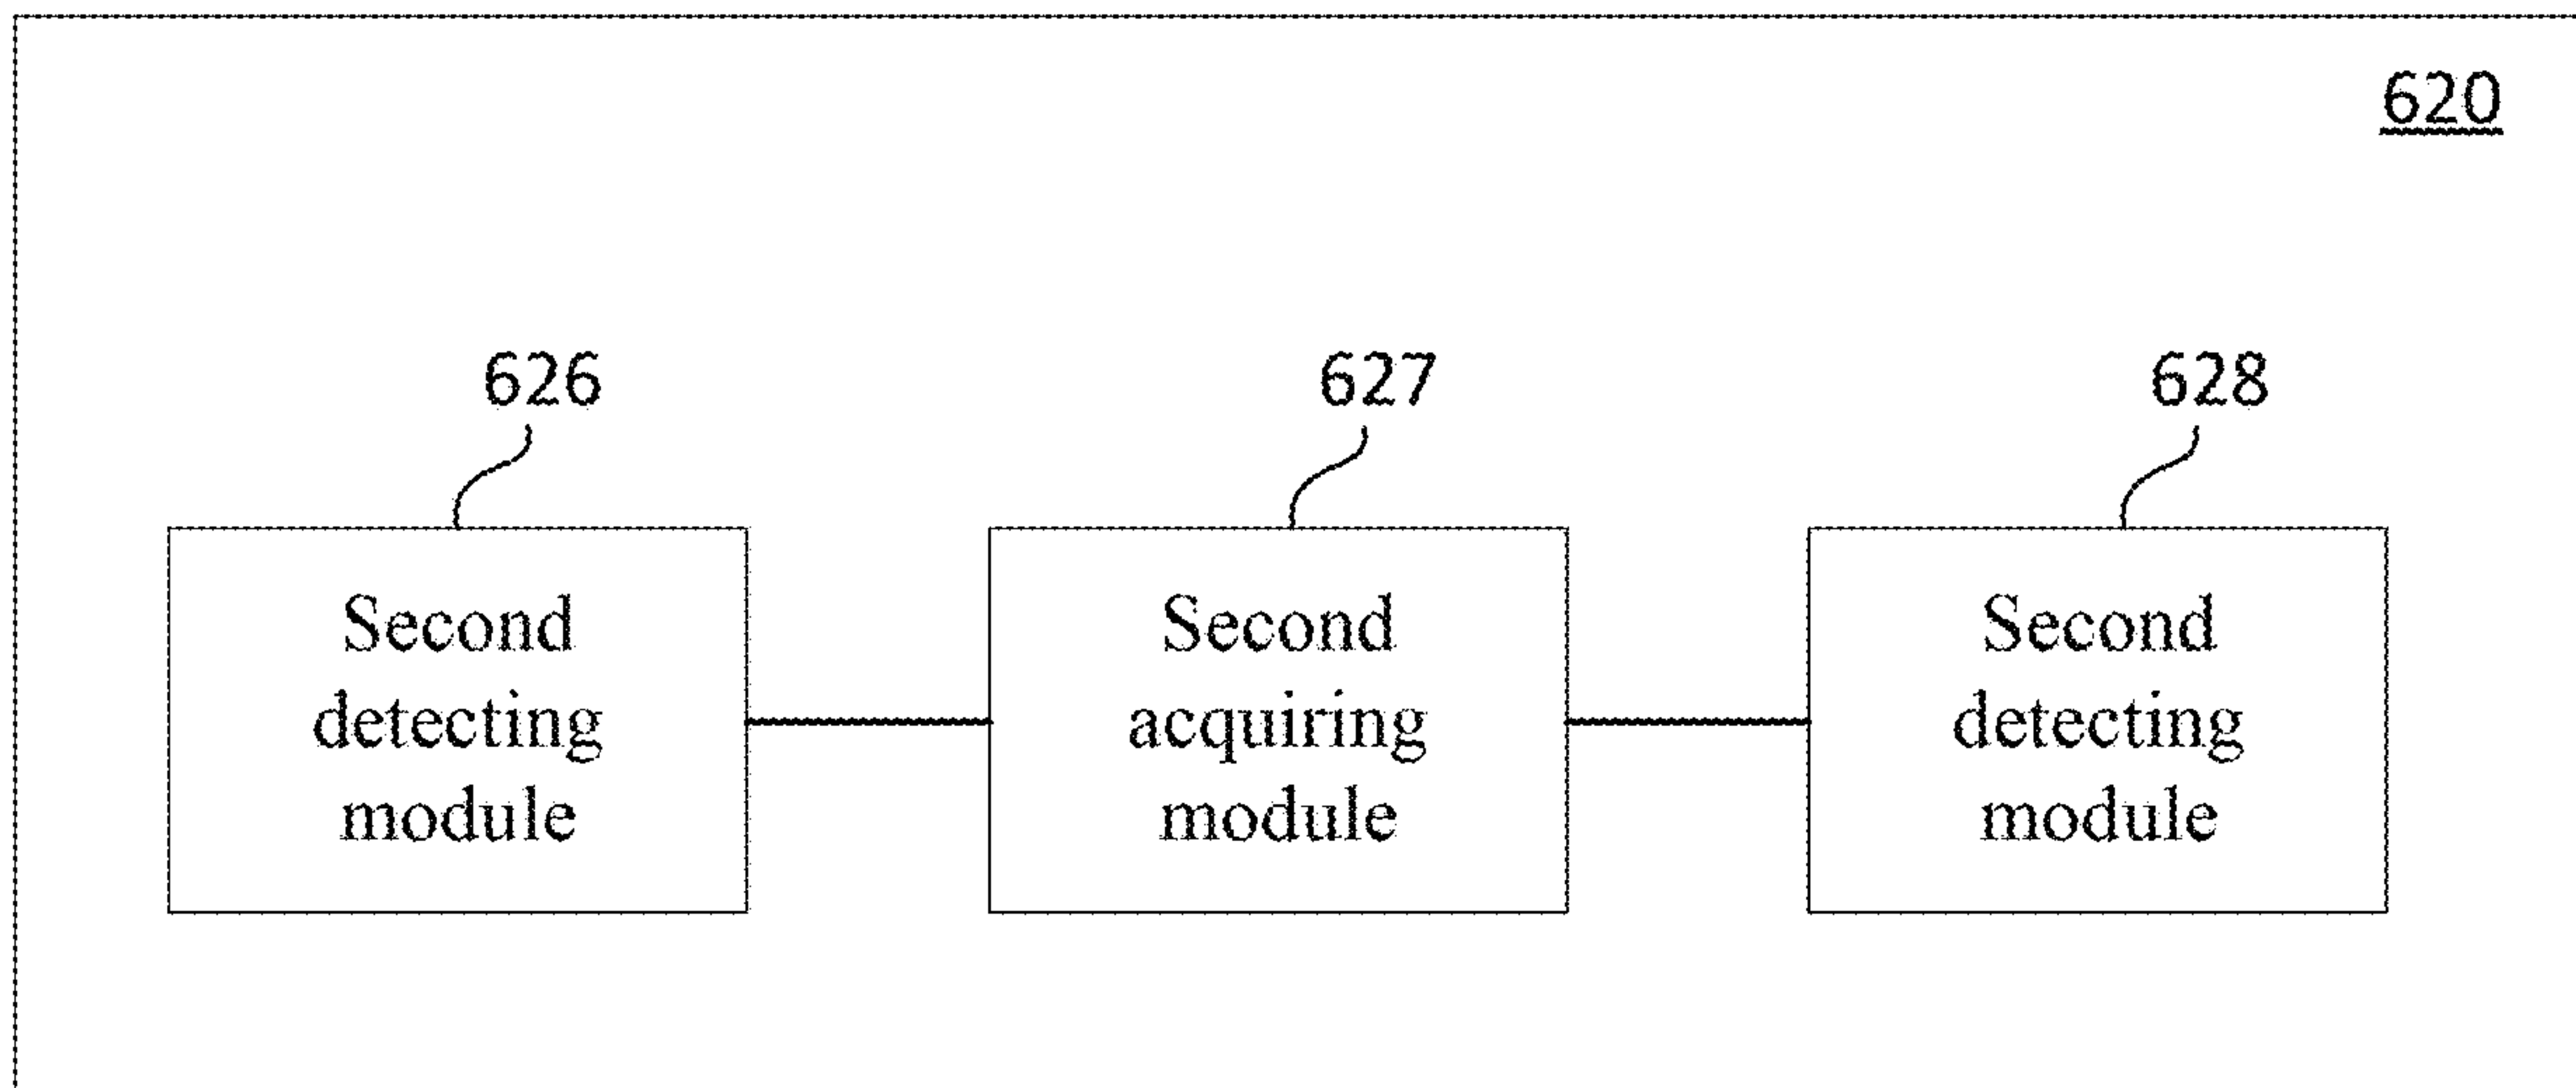 620
626
627
628
Second
detecting
module
Second
acquiring
module
Second
detecting
module